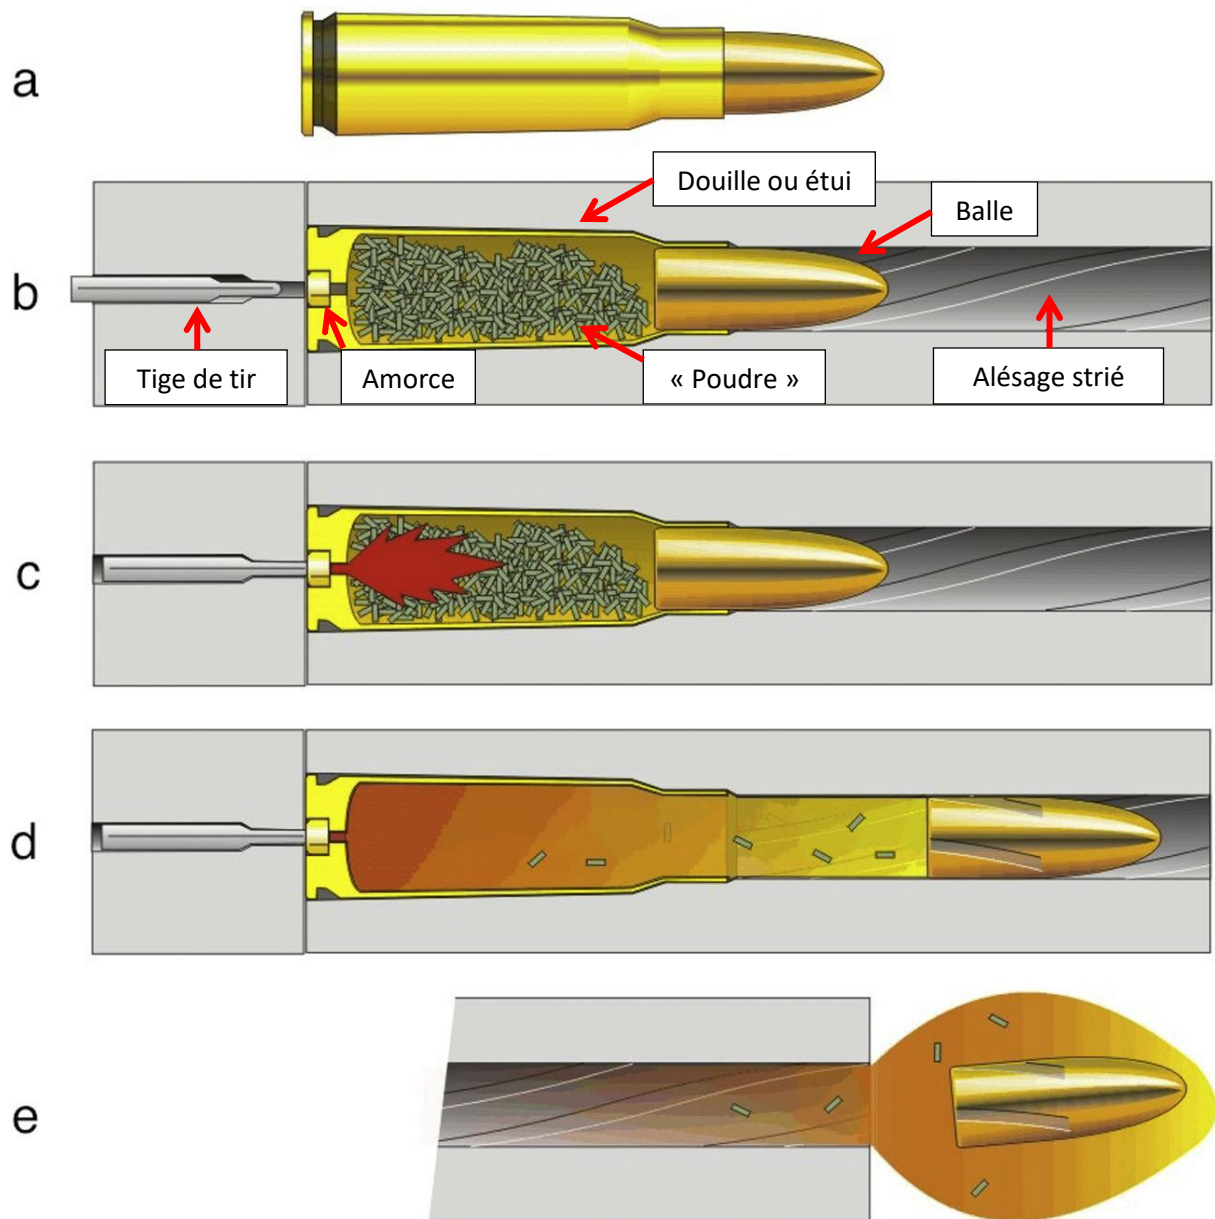 a
Douille ou étui
Balle
b
Tige de tir
Amorce
« Poudre »
Alésage strié
c
d
e